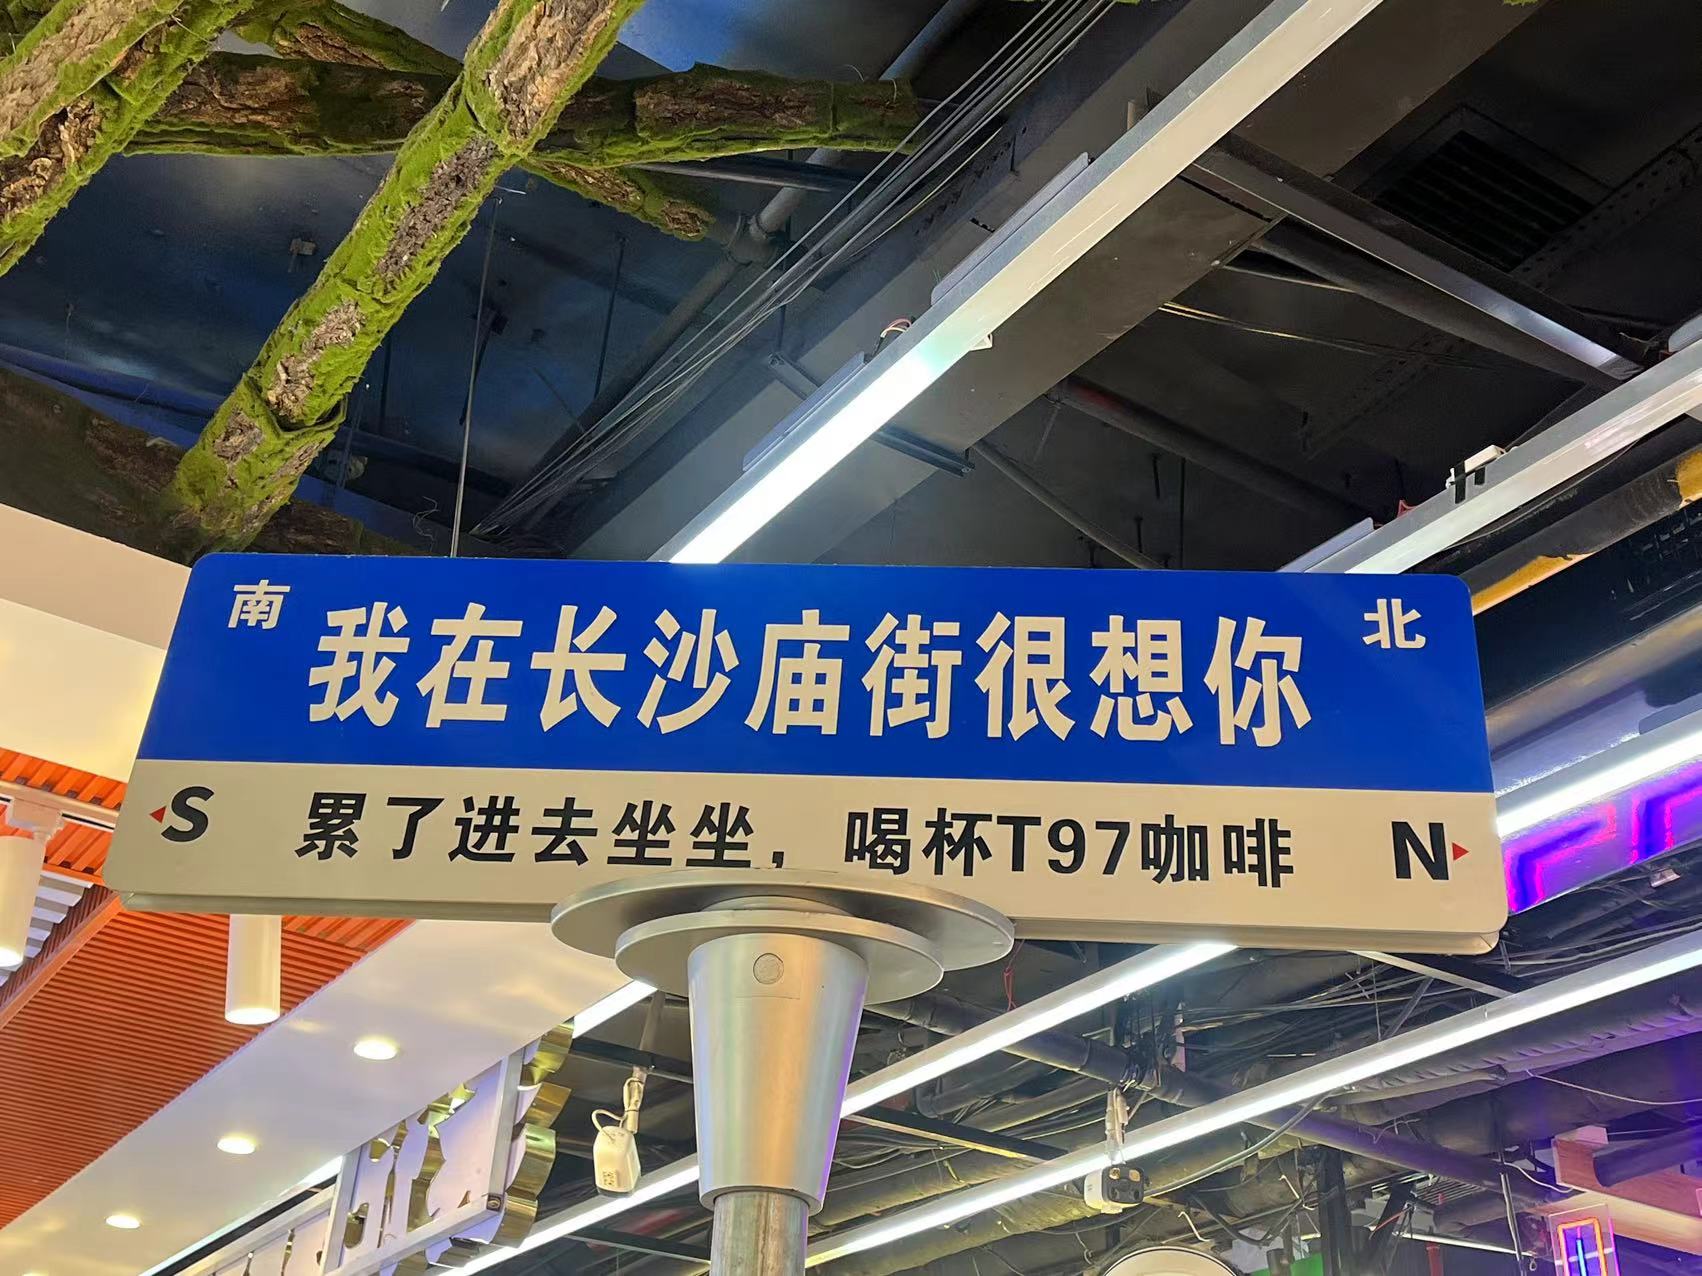 南 我在长沙庙街很想你 北
S 累了进去坐坐，喝杯T97咖啡 N